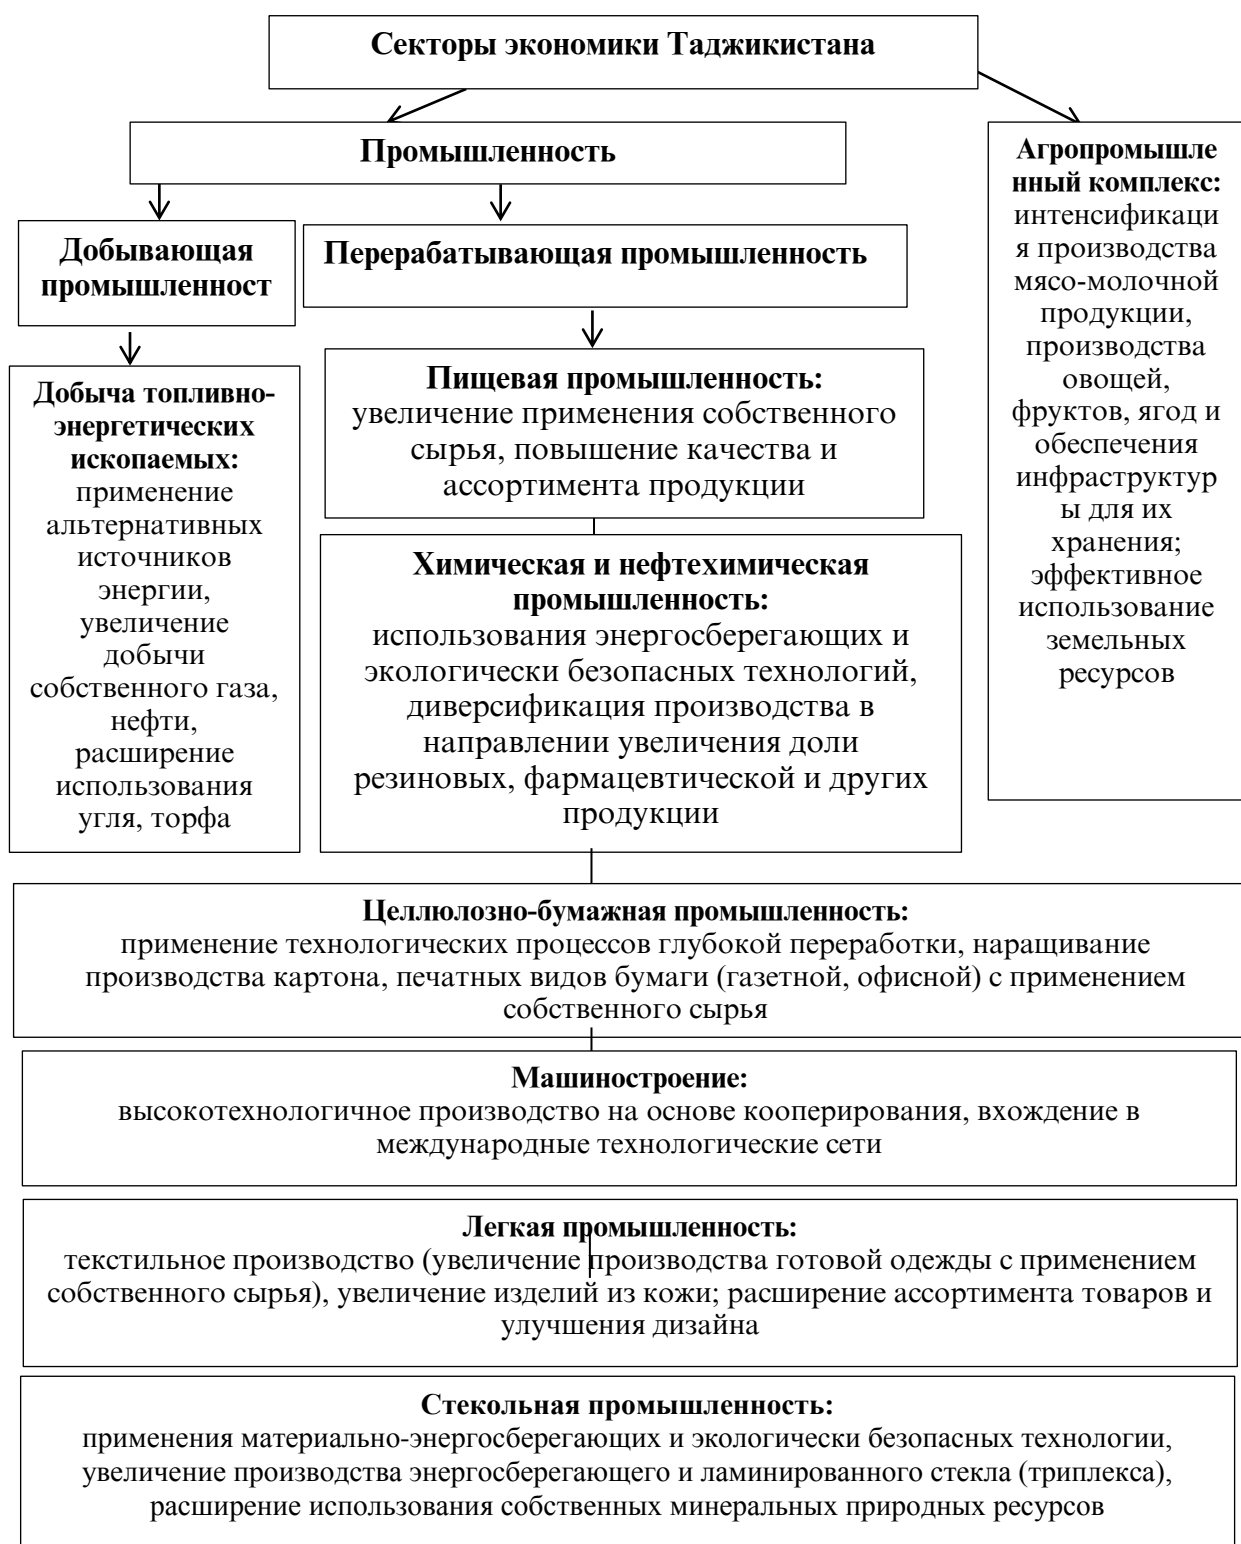 Секторы экономики Таджикистана
Промышленность
Добывающая
промышленност
Перерабатывающая промышленность
Агропромышле
нный комплекс:
интенсификаци
я производства
мясо-молочной
продукции,
производства
овощей,
фруктов, ягод и
обеспечения
инфраструктур
ы для их
хранения;
эффективное
использование
земельных
ресурсов
Добыча топливно-
энергетических
ископаемых:
применение
альтернативных
источников
энергии,
увеличение
добычи
собственного газа,
нефти,
расширение
использования
угля, торфа
Пищевая промышленность:
увеличение применения собственного
сырья, повышение качества и
ассортимента продукции
Химическая и нефтехимическая
промышленность:
использования энергосберегающих и
экологически безопасных технологий,
диверсификация производства в
направлении увеличения доли
резиновых, фармацевтической и других
продукции
Целлюлозно-бумажная промышленность:
применение технологических процессов глубокой переработки, наращивание
производства картона, печатных видов бумаги (газетной, офисной) с применением
собственного сырья
Машиностроение:
высокотехнологичное производство на основе кооперирования, вхождение в
международные технологические сети
Легкая промышленность:
текстильное производство (увеличение производства готовой одежды с применением
собственного сырья), увеличение изделий из кожи; расширение ассортимента товаров и
улучшения дизайна
Стекольная промышленность:
применения материально-энергосберегающих и экологически безопасных технологии,
увеличение производства энергосберегающего и ламинированного стекла (триплекса),
расширение использования собственных минеральных природных ресурсов